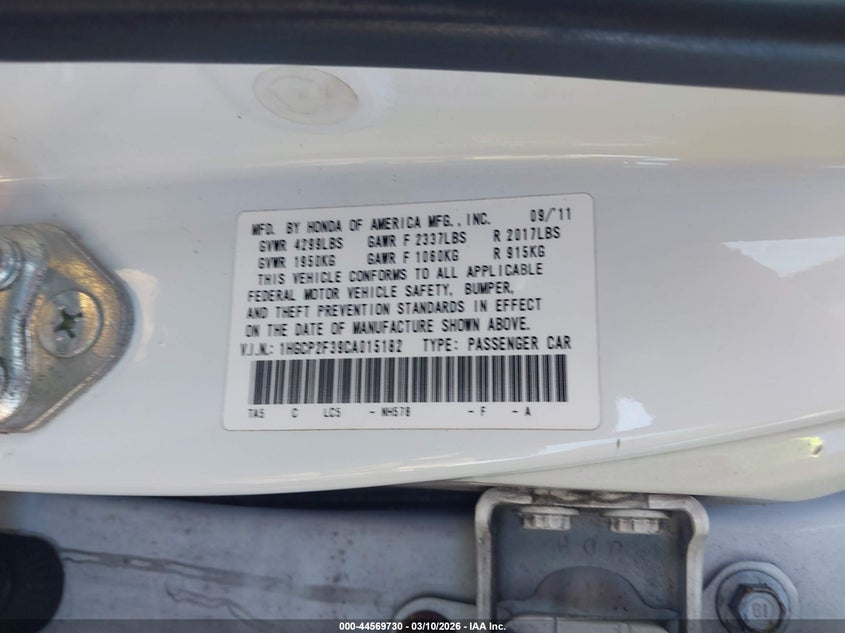 MFD. BY HONDA OF AMERICA MFG., INC. 09/11
GVWR 4299LBS GAWR F 2337LBS R 2017LBS
GVWR 1950KG GAWR F 1060KG R 915KG
THIS VEHICLE CONFORMS TO ALL APPLICABLE
FEDERAL MOTOR VEHICLE SAFETY, BUMPER,
AND THEFT PREVENTION STANDARDS IN EFFECT
ON THE DATE OF MANUFACTURE SHOWN ABOVE.
V.I.N.: 1HGCP2F39CA015182 TYPE: PASSENGER CAR
TA5 C LC5 - NH578 - F - A
000-44569730 - 03/10/2026 - IAA Inc.